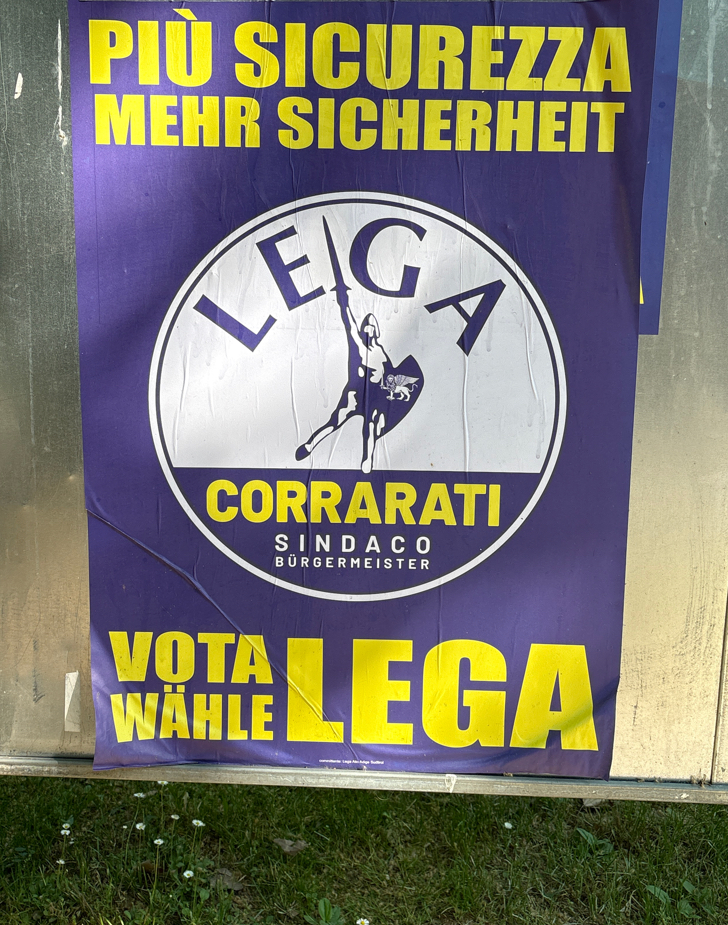 PIÙ SICUREZZA
MEHR SICHERHEIT
LEGA
CORRARATI
SINDACO
BÜRGERMEISTER
VOTA
WÄHLE
LEGA